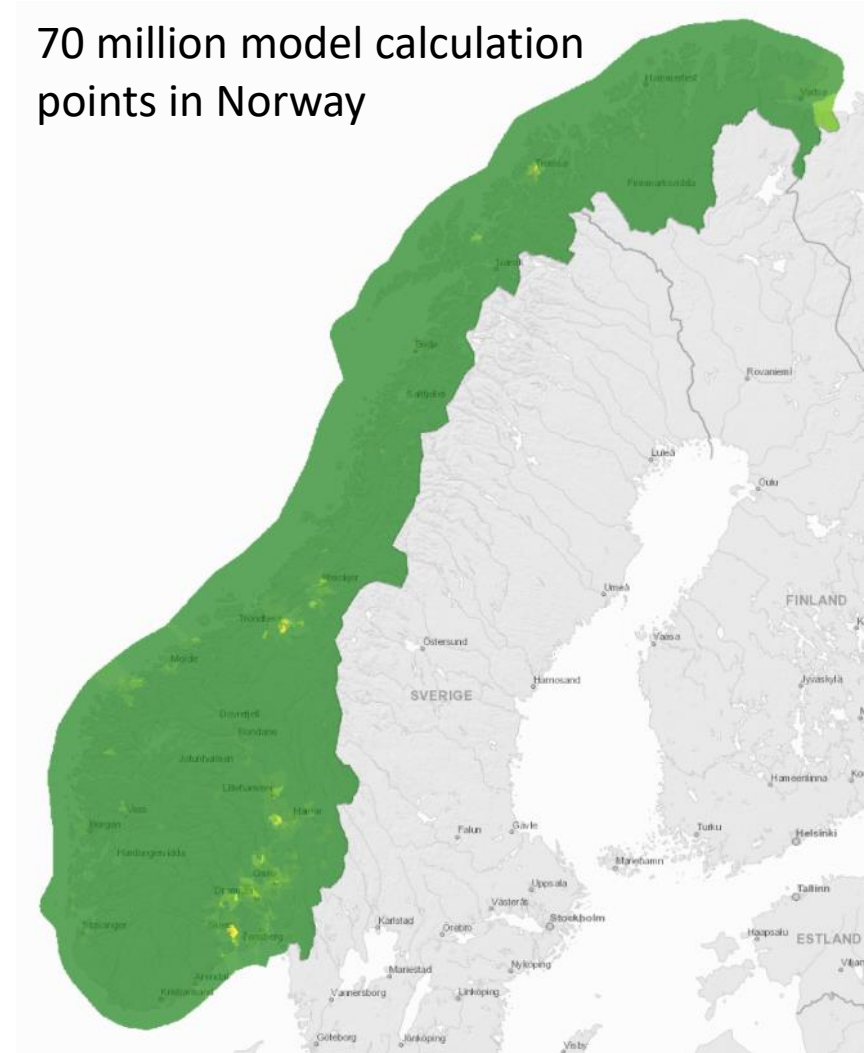 70 million model calculation
points in Norway
Hammerfest
Vadsø
Tromsø
Finnmarksvidda
Narvik
Bodø
Saltfjellet
Rovaniemi
Luleå
Oulu
Steinkjer
Umeå
FINLAND
Trondheim
Östersund
Vaasa
Molde
Härnösand
Jyväskylä
SVERIGE
Dovrefjell
Rondane
Jotunheimen
Lillehammer
Hämeenlinna
Hamar
Voss
Bergen
Falun
Gävle
Turku
Helsinki
Hardangervidda
Mariehamn
Oslo
Drammen
Uppsala
Tallinn
Västerås
Stavanger
Skien
Tønsberg
Karlstad
Örebro
Stockholm
Haapsalu
ESTLAND
Arendal
Mariestad
Nyköping
Kristiansand
Vänersborg
Linköping
Göteborg
Jönköping
Visby